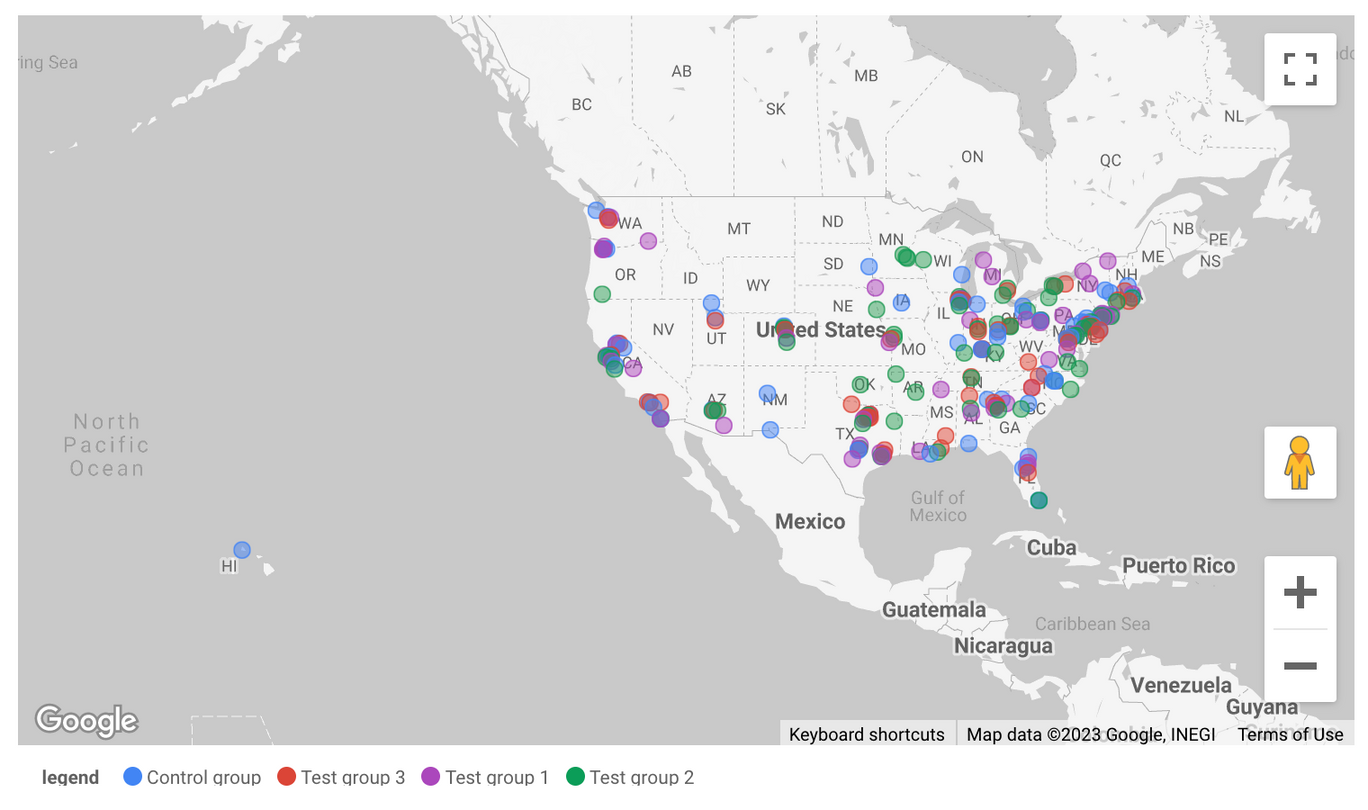 ring Sea
AB
MB
BC
SK
NL
ON
QC
NB
PE
NS
ME
WA
MT
ND
MN
OR
ID
SD
WI
MI
NH
NY
WY
NE
IA
IL
PA
NV
UT
United States
MO
WV
KY
VA
CA
AZ
NM
OK
AR
TN
MS
AL
GA
SC
TX
LA
FL
North
Pacific
Ocean
Gulf of
Mexico
Mexico
Cuba
Puerto Rico
HI
Guatemala
Caribbean Sea
Nicaragua
Venezuela
Guyana
Google
Keyboard shortcuts
Map data ©2023 Google, INEGI
Terms of Use
legend
Control group
Test group 3
Test group 1
Test group 2